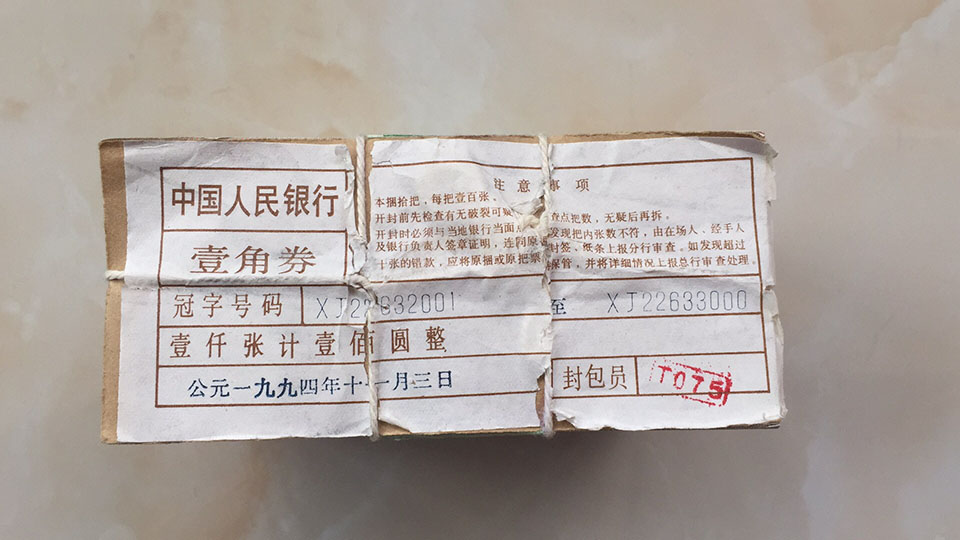 中国人民银行
壹角券
注意事项
本捆拾把，每把壹百张。
开封前先检查有无破裂可疑 查点把数，无疑后再拆。
开封时必须与当地银行当面点 发现把内张数不符，由在场人、经手人
及银行负责人签章证明，连同原 封签，纸条上报分行审查。如发现超过
十张的错款，应将原捆或原把票 保管，并将详细情况上报总行审查处理。
冠字号码 XJ22632001 至 XJ22633000
壹仟张计壹佰圆整
公元一九九四年十一月三日 封包员 T075